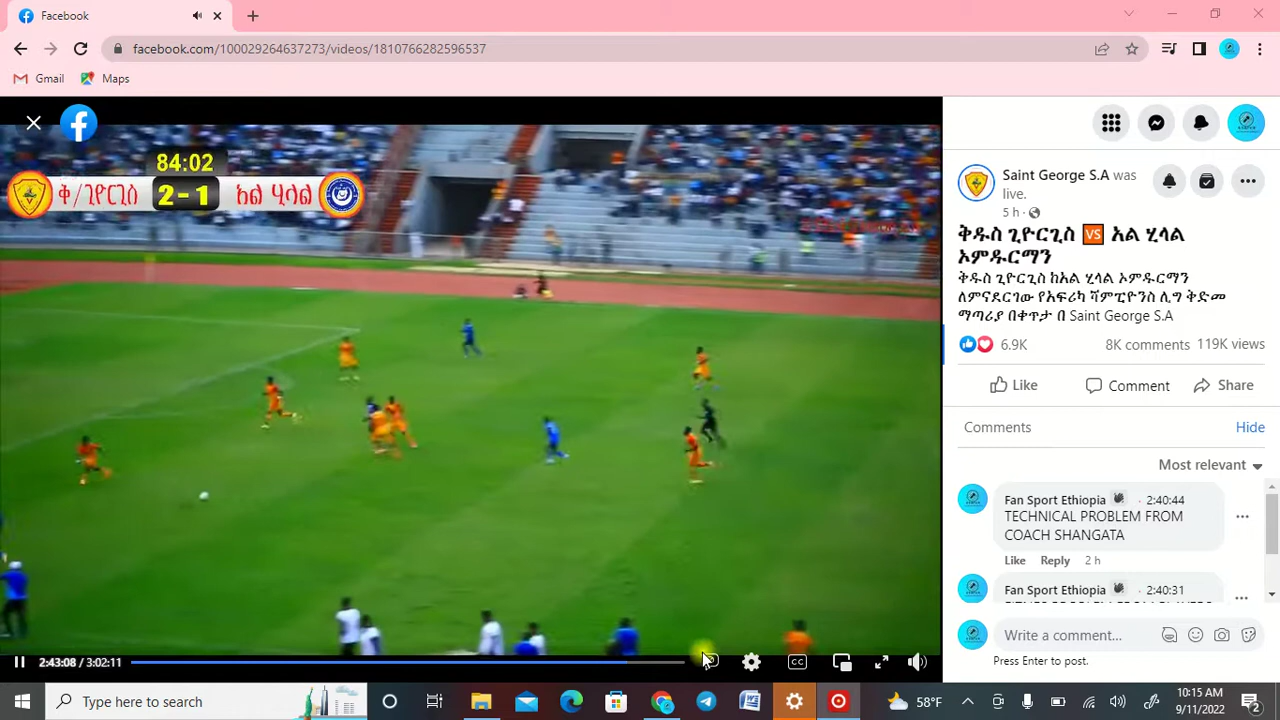 Facebook
facebook.com/100029264637273/videos/1810766282596537
Gmail Maps
84:02
ቅ/ጊዮርጊስ 2-1 አል ሂላል
Saint George S.A was
live.
5 h
ቅዱስ ጊዮርጊስ VS አል ሂላል
ኦምዱርማን
ቅዱስ ጊዮርጊስ ከአል ሂላል ኦምዱርማን
ለምናደርገው የአፍሪካ ሻምፒዮንስ ሊግ ቅድመ
ማጣሪያ በቀጥታ በ Saint George S.A
6.9K 8K comments 119K views
Like Comment Share
Comments Hide
Most relevant
Fan Sport Ethiopia · 2:40:44
TECHNICAL PROBLEM FROM
COACH SHANGATA
Like Reply 2 h
Fan Sport Ethiopia · 2:40:31
Write a comment...
Press Enter to post.
2:43:08 / 3:02:11
CC
Type here to search
58°F
10:15 AM
9/11/2022
2